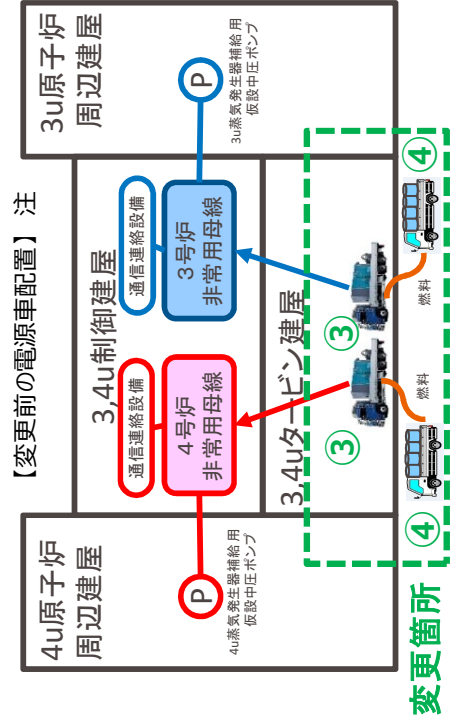 【変更前の電源車配置】 注
4u原子炉
周辺建屋
3,4u制御建屋
3u原子炉
周辺建屋
通信連絡設備
通信連絡設備
4号炉
非常用母線
3号炉
非常用母線
P
4u蒸気発生器補給用
仮設中圧ポンプ
P
3u蒸気発生器補給用
仮設中圧ポンプ
3,4uタービン建屋
③
③
燃料
燃料
④
④
変更箇所